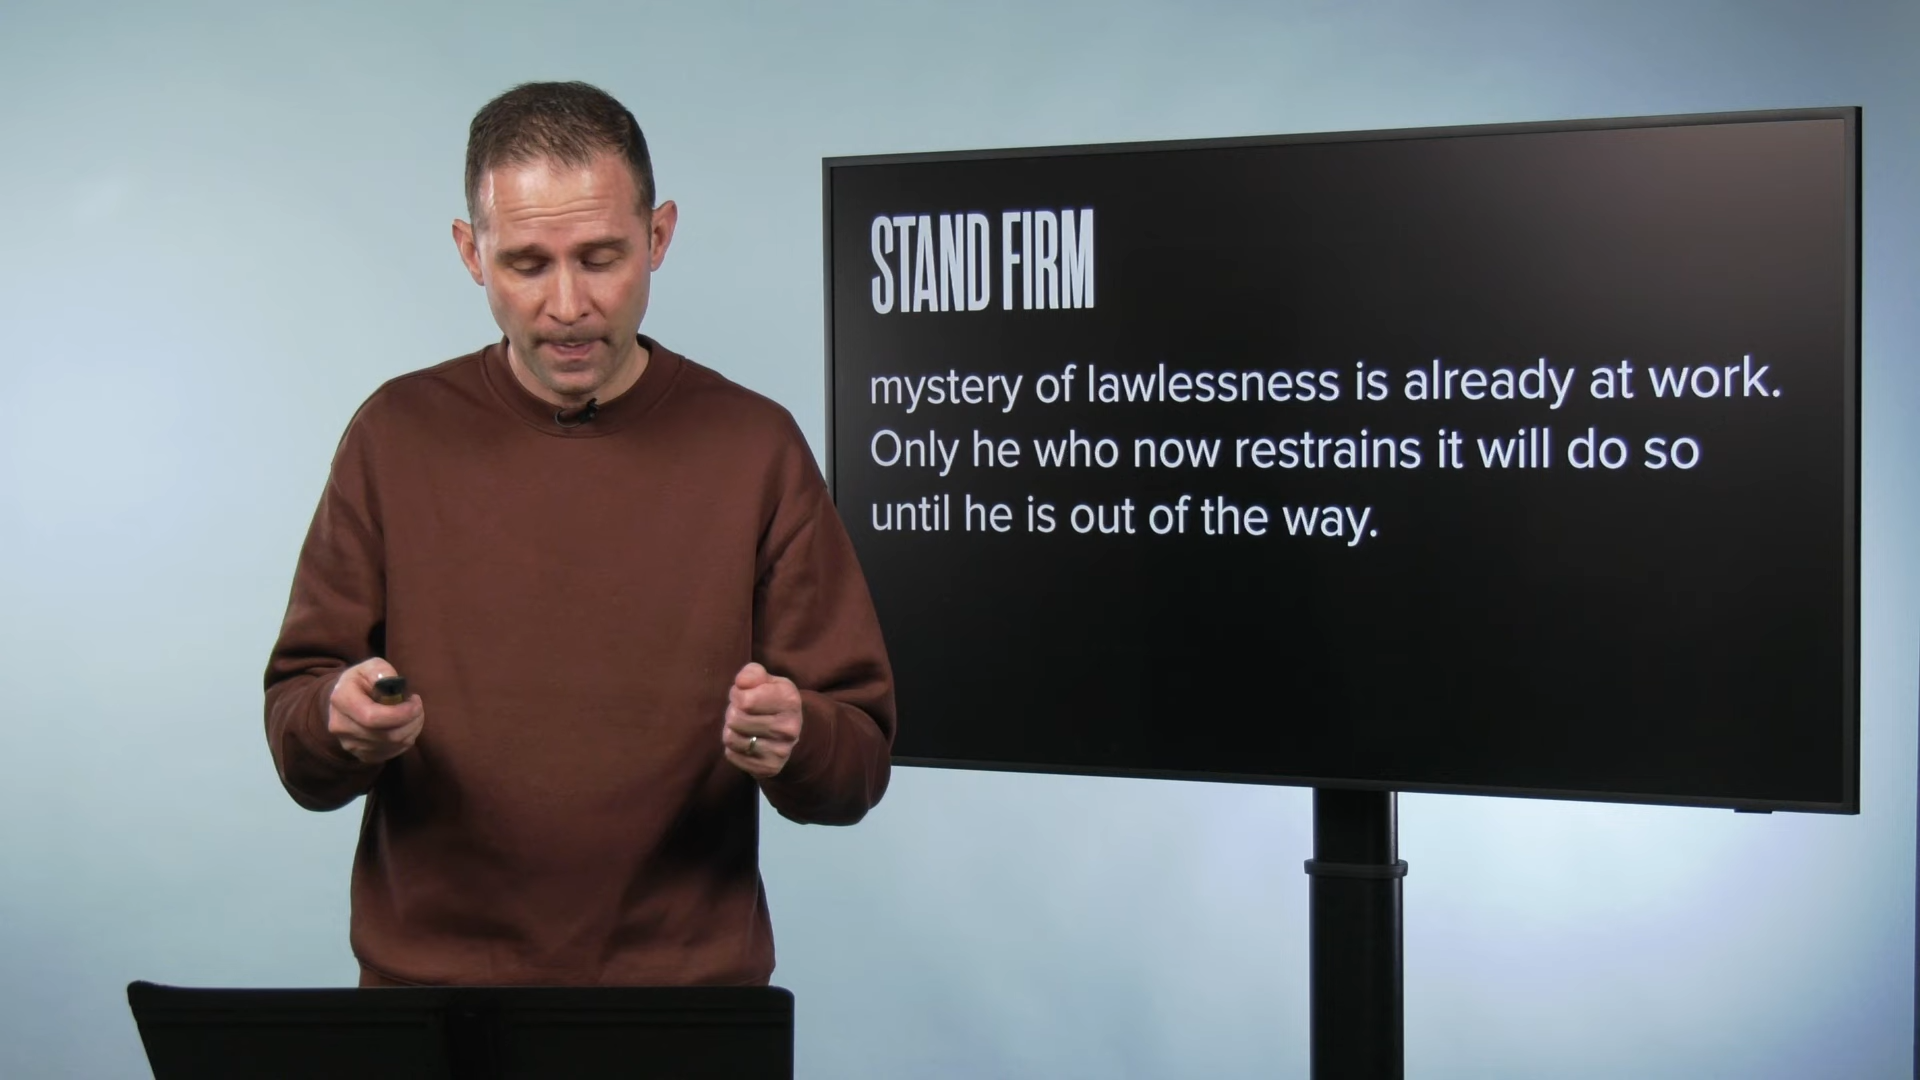 STAND FIRM
mystery of lawlessness is already at work.
Only he who now restrains it will do so
until he is out of the way.